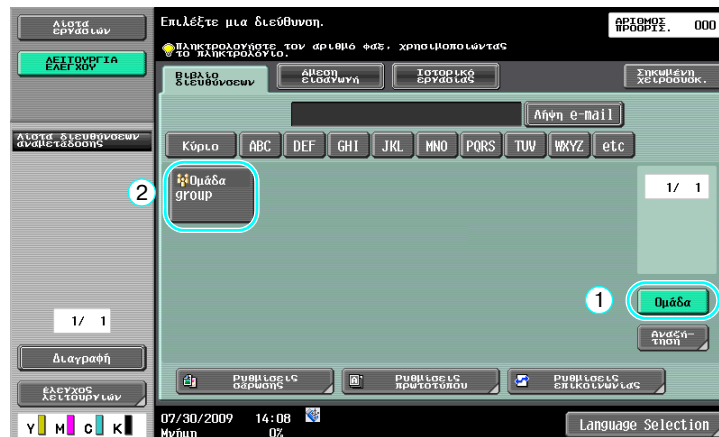 Λίστα
εργασιών
ΛΕΙΤΟΥΡΓΙΑ
ΕΛΕΓΧΟΥ
Λίστα διευθύνσεων
αναμετάδοσης
1/ 1
Διαγραφή
έλεγχος
λειτουργιών
Y M C K
Επιλέξτε μια διεύθυνση.
ΑΡΙΘΜΟΣ
ΠΡΟΟΡΙΣ. 000
Πληκτρολογήστε τον αριθμό φαξ, χρησιμοποιώντας
το πληκτρολόγιο.
Βιβλίο
διευθύνσεων
άμεση
εισαγωγή
Ιστορικό
εργασίας
Σηκωμένη
χειροσυσκ.
Λήψη e-mail
Κύριο ABC DEF GHI JKL MNO PQRS TUV WXYZ etc
2
Ομάδα
group
1/ 1
1
Ομάδα
Αναζή-
τηση
Ρυθμίσεις
σάρωσης
Ρυθμίσεις
πρωτοτύπου
Ρυθμίσεις
επικοινωνίας
07/30/2009 14:08
Μνήμη 0%
Language Selection